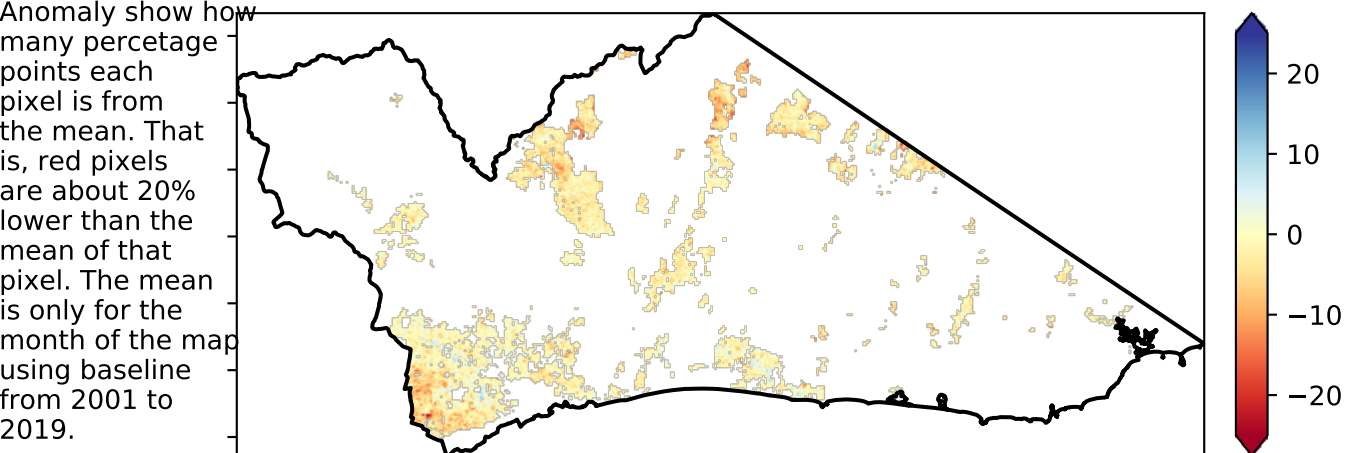 Anomaly show how
many percetage
points each
pixel is from
the mean. That
is, red pixels
are about 20%
lower than the
mean of that
pixel. The mean
is only for the
month of the map
using baseline
from 2001 to
2019.
20
10
0
−10
−20